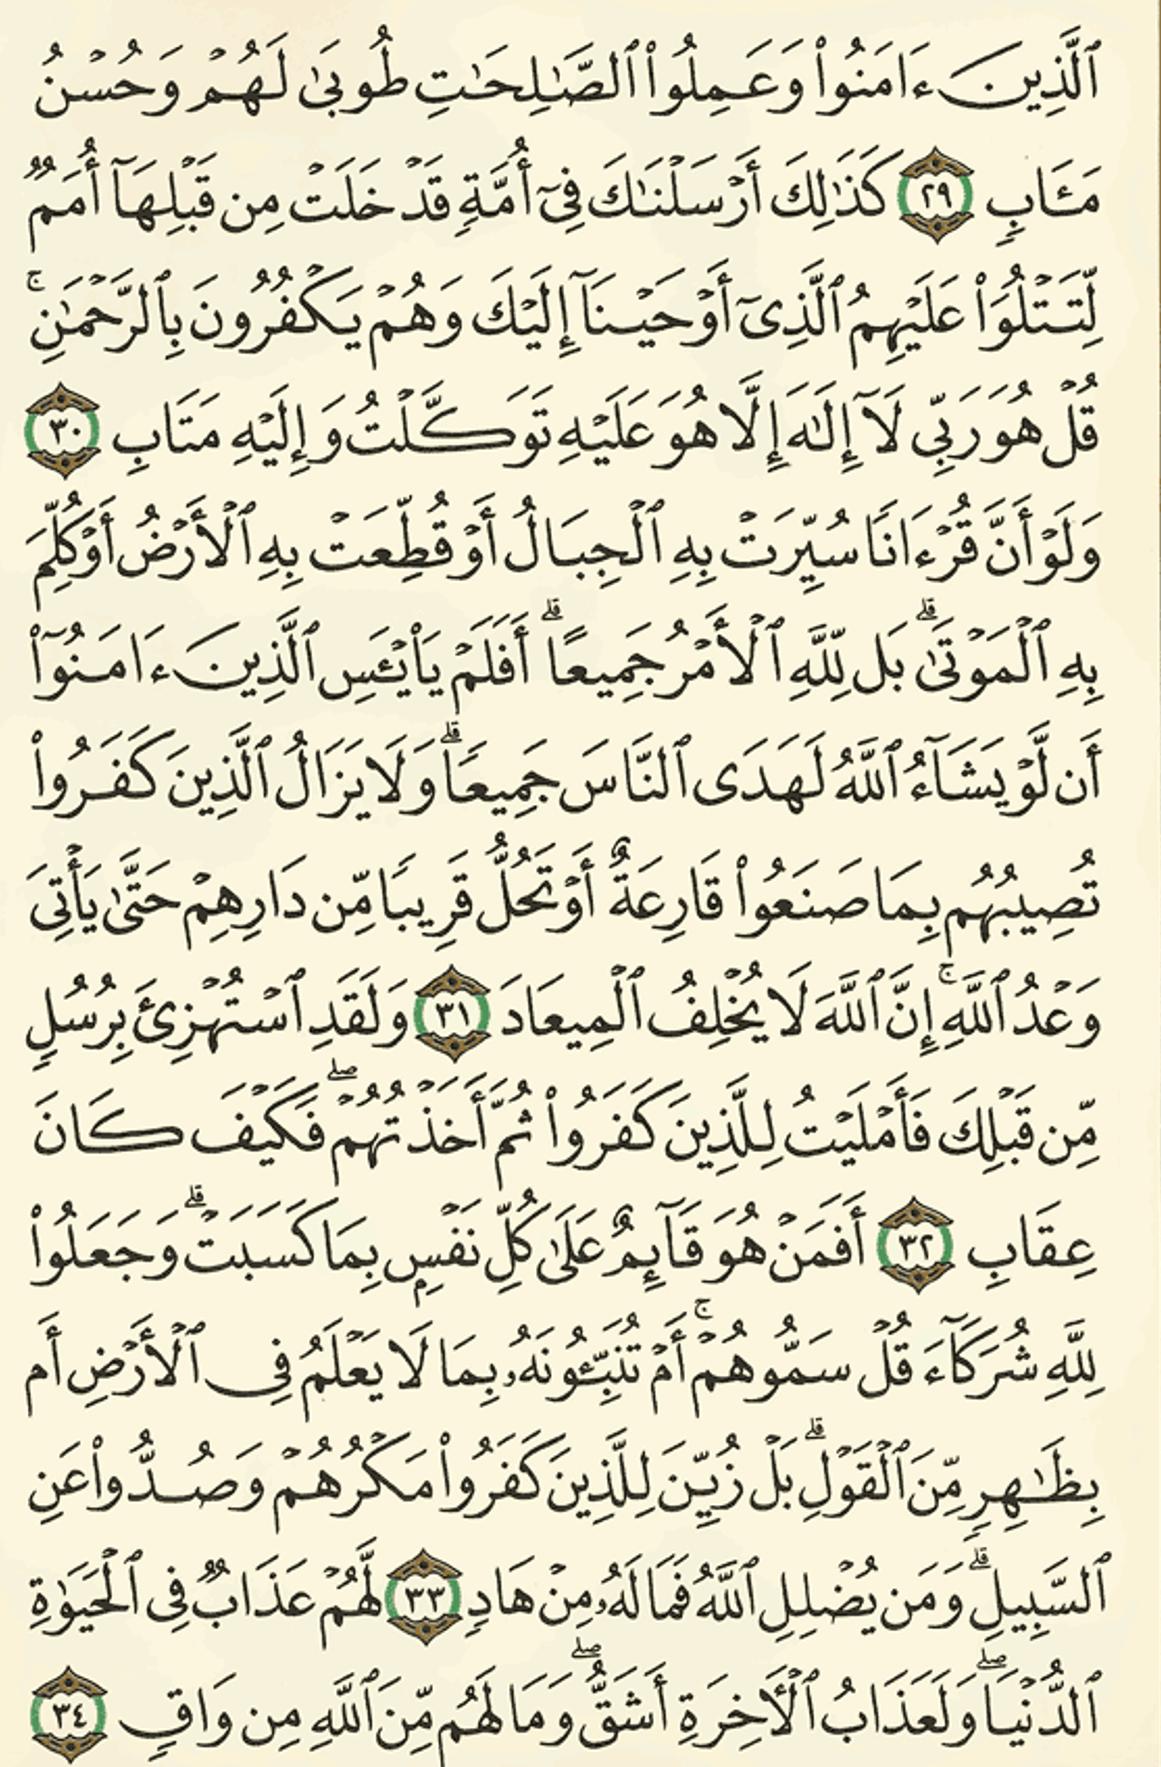 ٱلَّذِينَ ءَامَنُوا۟ وَعَمِلُوا۟ ٱلصَّٰلِحَٰتِ طُوبَىٰ لَهُمْ وَحُسْنُ
مَـَٔابٍ ٢٩ كَذَٰلِكَ أَرْسَلْنَٰكَ فِىٓ أُمَّةٍ قَدْ خَلَتْ مِن قَبْلِهَآ أُمَمٌ
لِّتَتْلُوَا۟ عَلَيْهِمُ ٱلَّذِىٓ أَوْحَيْنَآ إِلَيْكَ وَهُمْ يَكْفُرُونَ بِٱلرَّحْمَٰنِ ۚ
قُلْ هُوَ رَبِّى لَآ إِلَٰهَ إِلَّا هُوَ عَلَيْهِ تَوَكَّلْتُ وَإِلَيْهِ مَتَابِ ٣٠
وَلَوْ أَنَّ قُرْءَانًا سُيِّرَتْ بِهِ ٱلْجِبَالُ أَوْ قُطِّعَتْ بِهِ ٱلْأَرْضُ أَوْ كُلِّمَ
بِهِ ٱلْمَوْتَىٰ ۗ بَل لِّلَّهِ ٱلْأَمْرُ جَمِيعًا ۗ أَفَلَمْ يَا۟يْـَٔسِ ٱلَّذِينَ ءَامَنُوٓا۟
أَن لَّوْ يَشَآءُ ٱللَّهُ لَهَدَى ٱلنَّاسَ جَمِيعًا ۗ وَلَا يَزَالُ ٱلَّذِينَ كَفَرُوا۟
تُصِيبُهُم بِمَا صَنَعُوا۟ قَارِعَةٌ أَوْ تَحُلُّ قَرِيبًا مِّن دَارِهِمْ حَتَّىٰ يَأْتِىَ
وَعْدُ ٱللَّهِ ۚ إِنَّ ٱللَّهَ لَا يُخْلِفُ ٱلْمِيعَادَ ٣١ وَلَقَدِ ٱسْتُهْزِئَ بِرُسُلٍ
مِّن قَبْلِكَ فَأَمْلَيْتُ لِلَّذِينَ كَفَرُوا۟ ثُمَّ أَخَذْتُهُمْ ۖ فَكَيْفَ كَانَ
عِقَابِ ٣٢ أَفَمَنْ هُوَ قَآئِمٌ عَلَىٰ كُلِّ نَفْسٍۭ بِمَا كَسَبَتْ ۗ وَجَعَلُوا۟
لِلَّهِ شُرَكَآءَ قُلْ سَمُّوهُمْ ۚ أَمْ تُنَبِّـُٔونَهُۥ بِمَا لَا يَعْلَمُ فِى ٱلْأَرْضِ أَم
بِظَٰهِرٍ مِّنَ ٱلْقَوْلِ ۗ بَلْ زُيِّنَ لِلَّذِينَ كَفَرُوا۟ مَكْرُهُمْ وَصُدُّوا۟ عَنِ
ٱلسَّبِيلِ ۗ وَمَن يُضْلِلِ ٱللَّهُ فَمَا لَهُۥ مِنْ هَادٍ ٣٣ لَّهُمْ عَذَابٌ فِى ٱلْحَيَوٰةِ
ٱلدُّنْيَا ۖ وَلَعَذَابُ ٱلْـَٔاخِرَةِ أَشَقُّ ۖ وَمَا لَهُم مِّنَ ٱللَّهِ مِن وَاقٍ ٣٤